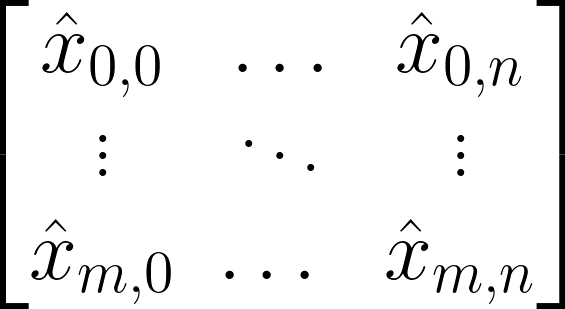 x̂₀,₀ … x̂₀,ₙ
⋮ ⋱ ⋮
x̂ₘ,₀ … x̂ₘ,ₙ